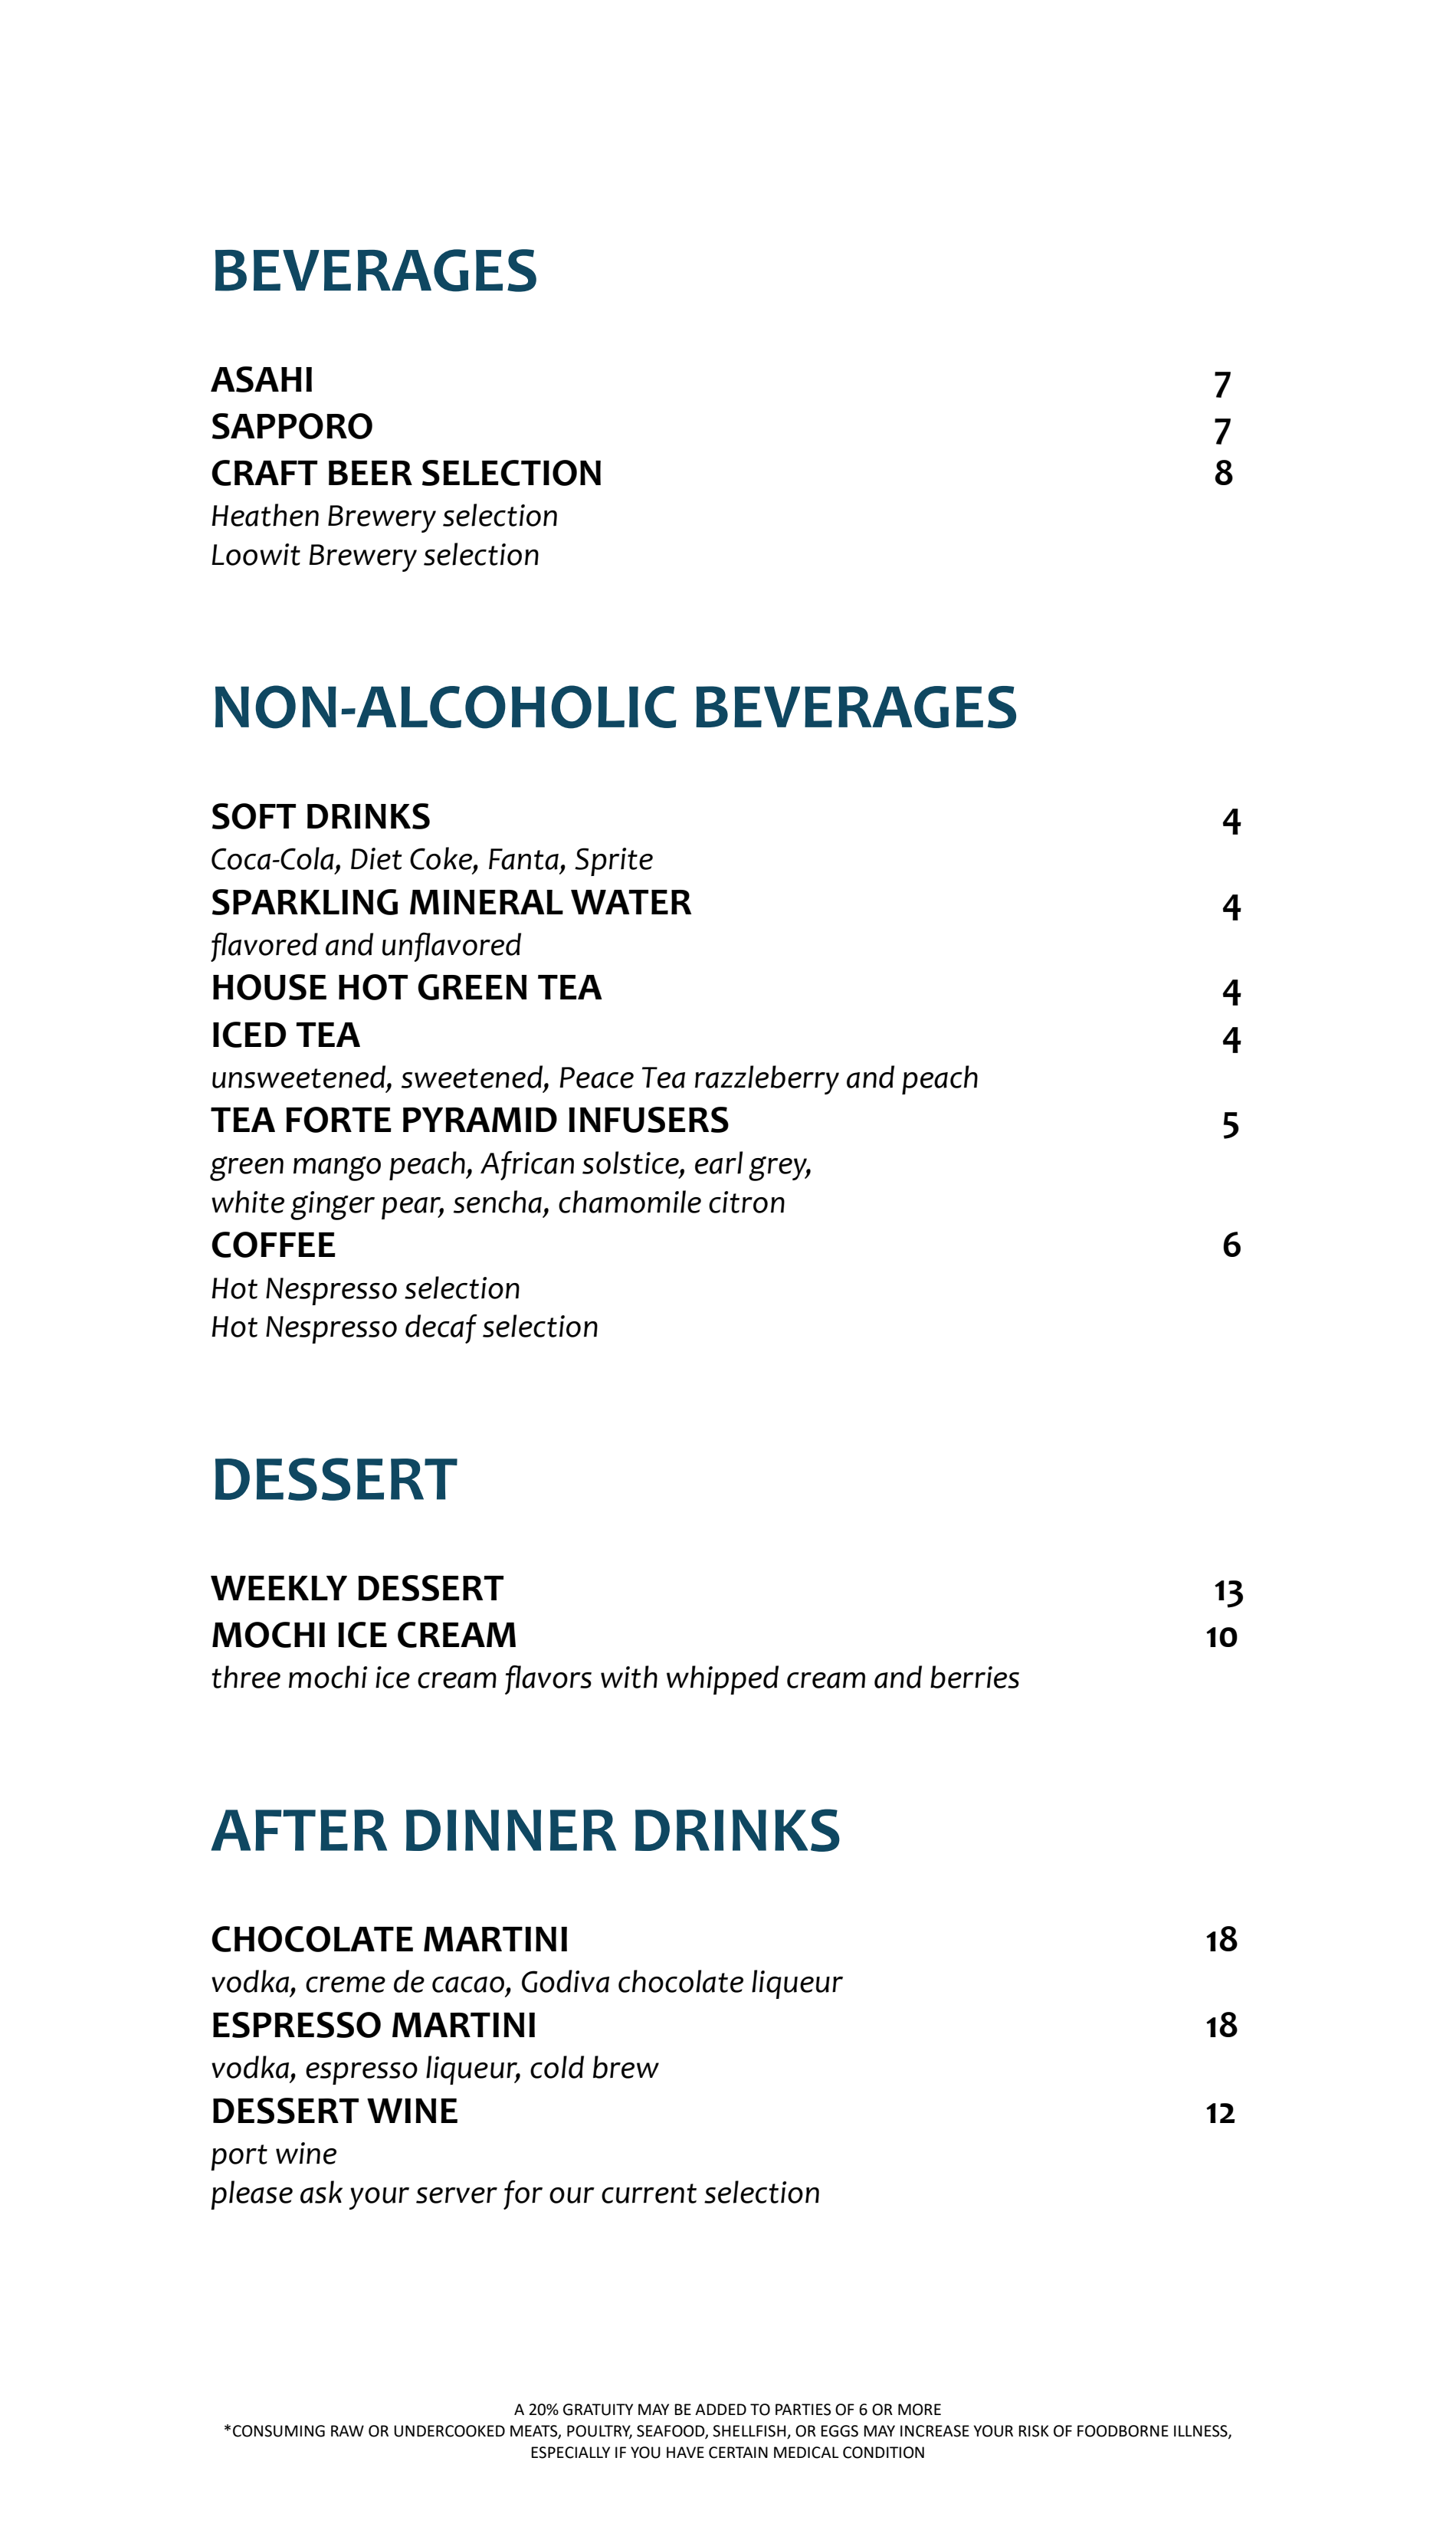 BEVERAGES
ASAHI 7
SAPPORO 7
CRAFT BEER SELECTION 8
Heathen Brewery selection
Loowit Brewery selection
NON-ALCOHOLIC BEVERAGES
SOFT DRINKS 4
Coca-Cola, Diet Coke, Fanta, Sprite
SPARKLING MINERAL WATER 4
flavored and unflavored
HOUSE HOT GREEN TEA 4
ICED TEA 4
unsweetened, sweetened, Peace Tea razzleberry and peach
TEA FORTE PYRAMID INFUSERS 5
green mango peach, African solstice, earl grey,
white ginger pear, sencha, chamomile citron
COFFEE 6
Hot Nespresso selection
Hot Nespresso decaf selection
DESSERT
WEEKLY DESSERT 13
MOCHI ICE CREAM 10
three mochi ice cream flavors with whipped cream and berries
AFTER DINNER DRINKS
CHOCOLATE MARTINI 18
vodka, creme de cacao, Godiva chocolate liqueur
ESPRESSO MARTINI 18
vodka, espresso liqueur, cold brew
DESSERT WINE 12
port wine
please ask your server for our current selection
A 20% GRATUITY MAY BE ADDED TO PARTIES OF 6 OR MORE
*CONSUMING RAW OR UNDERCOOKED MEATS, POULTRY, SEAFOOD, SHELLFISH, OR EGGS MAY INCREASE YOUR RISK OF FOODBORNE ILLNESS,
ESPECIALLY IF YOU HAVE CERTAIN MEDICAL CONDITION